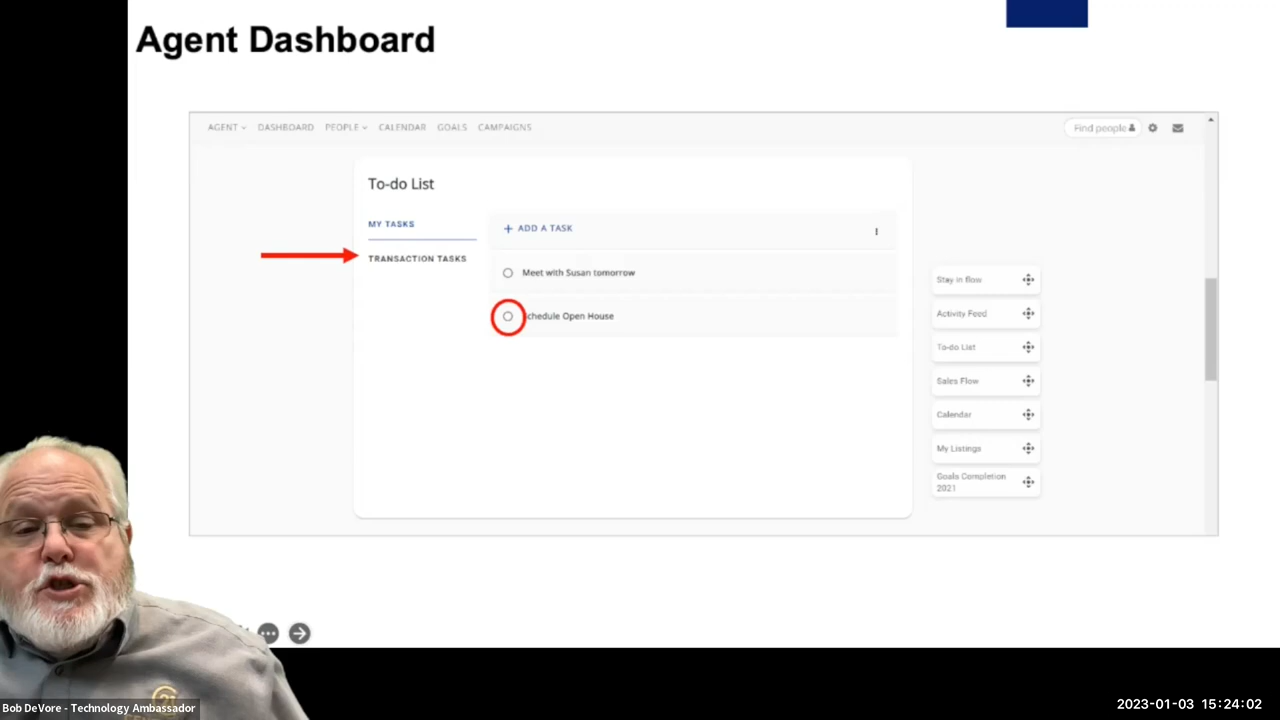 Agent Dashboard
AGENT DASHBOARD PEOPLE CALENDAR GOALS CAMPAIGNS
Find people
To-do List
MY TASKS
+ ADD A TASK
TRANSACTION TASKS
Meet with Susan tomorrow
chedule Open House
Stay in flow
Activity Feed
To-do List
Sales Flow
Calendar
My Listings
Goals Completion
2021
Bob DeVore - Technology Ambassador
2023-01-03 15:24:02